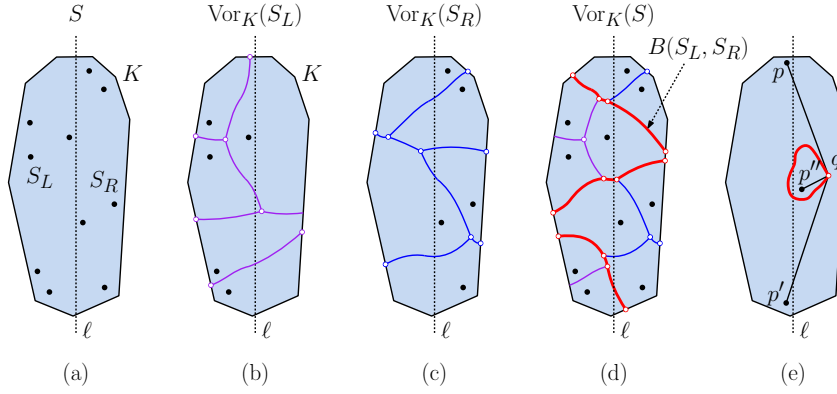 S
K
S_L
S_R
ℓ
(a)
Vor_K(S_L)
K
ℓ
(b)
Vor_K(S_R)
ℓ
(c)
Vor_K(S)
B(S_L, S_R)
ℓ
(d)
p
q
p''
p'
ℓ
(e)